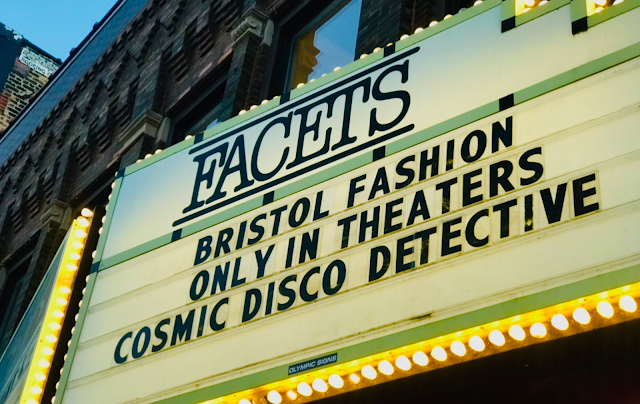 FACETS
BRISTOL FASHION
ONLY IN THEATERS
COSMIC DISCO DETECTIVE
OLYMPIC SIGNS